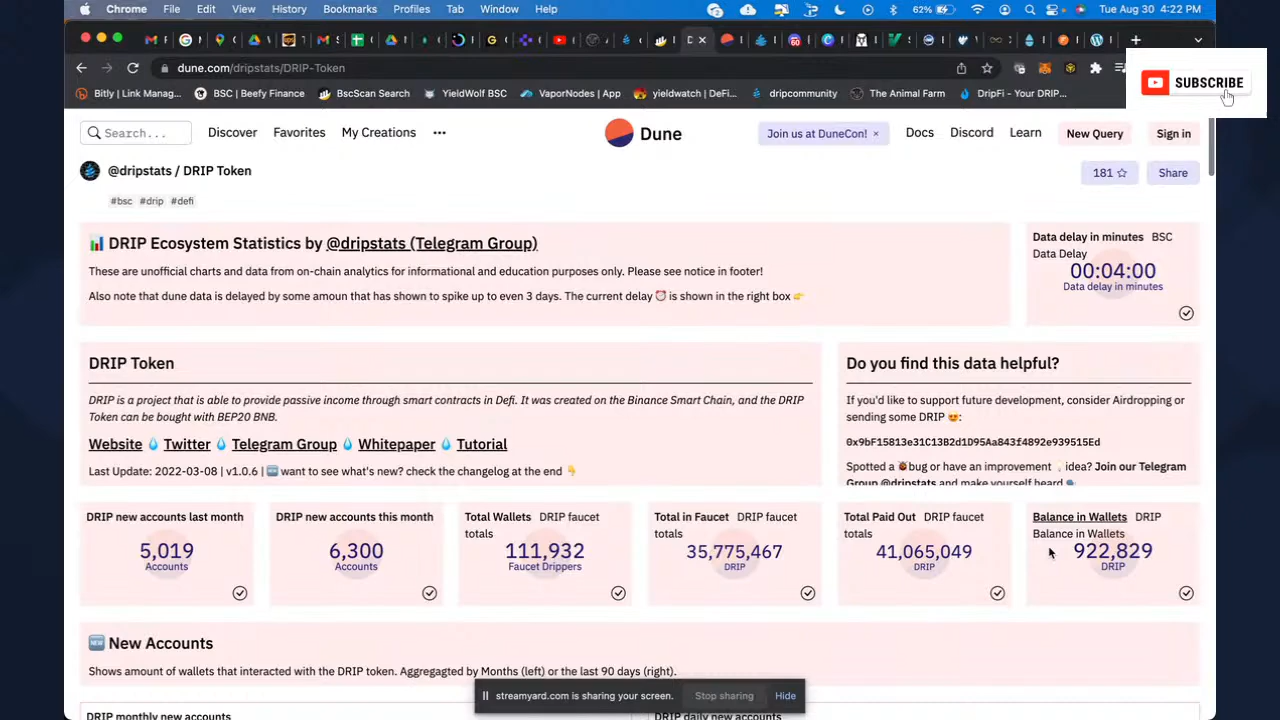 Chrome File Edit View History Bookmarks Profiles Tab Window Help 62% Tue Aug 30 4:22 PM
dune.com/dripstats/DRIP-Token
SUBSCRIBE
Bitly | Link Manag... BSC | Beefy Finance BscScan Search YieldWolf BSC VaporNodes | App yieldwatch | DeFi... dripcommunity The Animal Farm DripFi - Your DRIP...
Search... Discover Favorites My Creations ••• Dune Join us at DuneCon! × Docs Discord Learn New Query Sign in
@dripstats / DRIP Token 181 Share
#bsc #drip #defi
📊 DRIP Ecosystem Statistics by @dripstats (Telegram Group)
These are unofficial charts and data from on-chain analytics for informational and education purposes only. Please see notice in footer!
Also note that dune data is delayed by some amoun that has shown to spike up to even 3 days. The current delay ⏰ is shown in the right box 👉
Data delay in minutes BSC
Data Delay
00:04:00
Data delay in minutes
DRIP Token
DRIP is a project that is able to provide passive income through smart contracts in Defi. It was created on the Binance Smart Chain, and the DRIP
Token can be bought with BEP20 BNB.
Website 💧 Twitter 💧 Telegram Group 💧 Whitepaper 💧 Tutorial
Last Update: 2022-03-08 | v1.0.6 | 🆕 want to see what's new? check the changelog at the end 👇
Do you find this data helpful?
If you'd like to support future development, consider Airdropping or
sending some DRIP 😍:
0x9bF15813e31C13B2d1D95Aa843f4892e939515Ed
Spotted a 🐞bug or have an improvement 💡idea? Join our Telegram
Group @dripstats and make yourself heard 🗣
DRIP new accounts last month
5,019
Accounts
DRIP new accounts this month
6,300
Accounts
Total Wallets DRIP faucet
totals
111,932
Faucet Drippers
Total in Faucet DRIP faucet
totals
35,775,467
DRIP
Total Paid Out DRIP faucet
totals
41,065,049
DRIP
Balance in Wallets DRIP
Balance in Wallets
922,829
DRIP
🆕 New Accounts
Shows amount of wallets that interacted with the DRIP token. Aggregagted by Months (left) or the last 90 days (right).
streamyard.com is sharing your screen. Stop sharing Hide
DRIP monthly new accounts DRIP daily new accounts